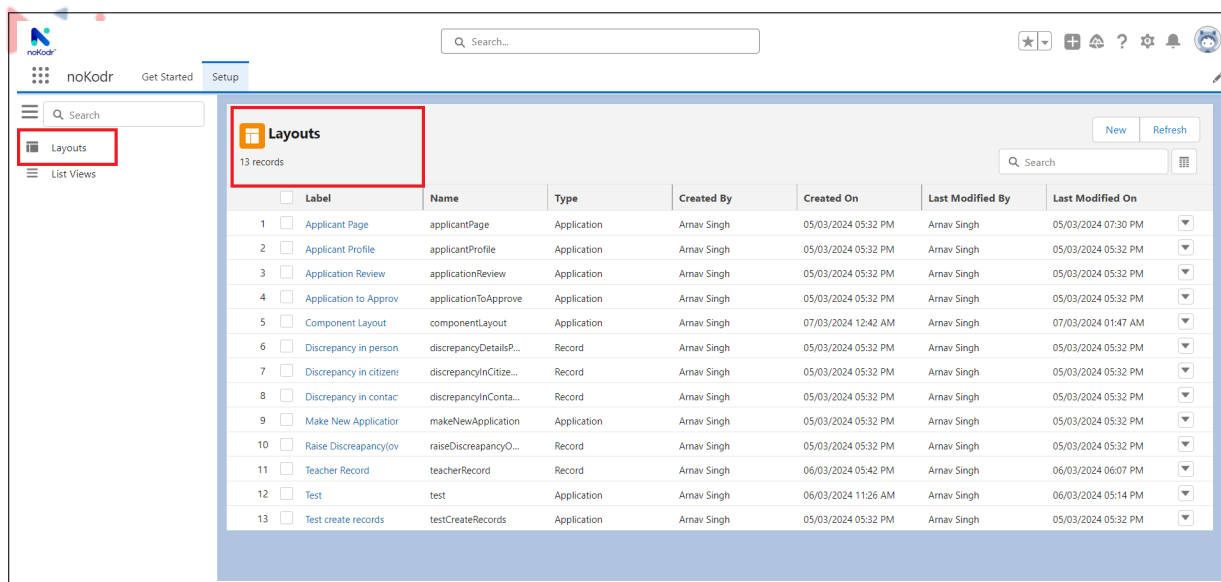 noKodr
Search...
noKodr Get Started Setup
Search
Layouts
List Views
Layouts
13 records
New Refresh
Search
Label Name Type Created By Created On Last Modified By Last Modified On
1 Applicant Page applicantPage Application Arnav Singh 05/03/2024 05:32 PM Arnav Singh 05/03/2024 07:30 PM
2 Applicant Profile applicantProfile Application Arnav Singh 05/03/2024 05:32 PM Arnav Singh 05/03/2024 05:32 PM
3 Application Review applicationReview Application Arnav Singh 05/03/2024 05:32 PM Arnav Singh 05/03/2024 05:32 PM
4 Application to Approv applicationToApprove Application Arnav Singh 05/03/2024 05:32 PM Arnav Singh 05/03/2024 05:32 PM
5 Component Layout componentLayout Application Arnav Singh 07/03/2024 12:42 AM Arnav Singh 07/03/2024 01:47 AM
6 Discrepancy in person discrepancyDetailsP... Record Arnav Singh 05/03/2024 05:32 PM Arnav Singh 05/03/2024 05:32 PM
7 Discrepancy in citizens discrepancyInCitize... Record Arnav Singh 05/03/2024 05:32 PM Arnav Singh 05/03/2024 05:32 PM
8 Discrepancy in contac discrepancyInConta... Record Arnav Singh 05/03/2024 05:32 PM Arnav Singh 05/03/2024 05:32 PM
9 Make New Application makeNewApplication Application Arnav Singh 05/03/2024 05:32 PM Arnav Singh 05/03/2024 05:32 PM
10 Raise Discreapancy(ov raiseDiscreapancyO... Record Arnav Singh 05/03/2024 05:32 PM Arnav Singh 05/03/2024 05:32 PM
11 Teacher Record teacherRecord Record Arnav Singh 06/03/2024 05:42 PM Arnav Singh 06/03/2024 06:07 PM
12 Test test Application Arnav Singh 06/03/2024 11:26 AM Arnav Singh 06/03/2024 05:14 PM
13 Test create records testCreateRecords Application Arnav Singh 05/03/2024 05:32 PM Arnav Singh 05/03/2024 05:32 PM